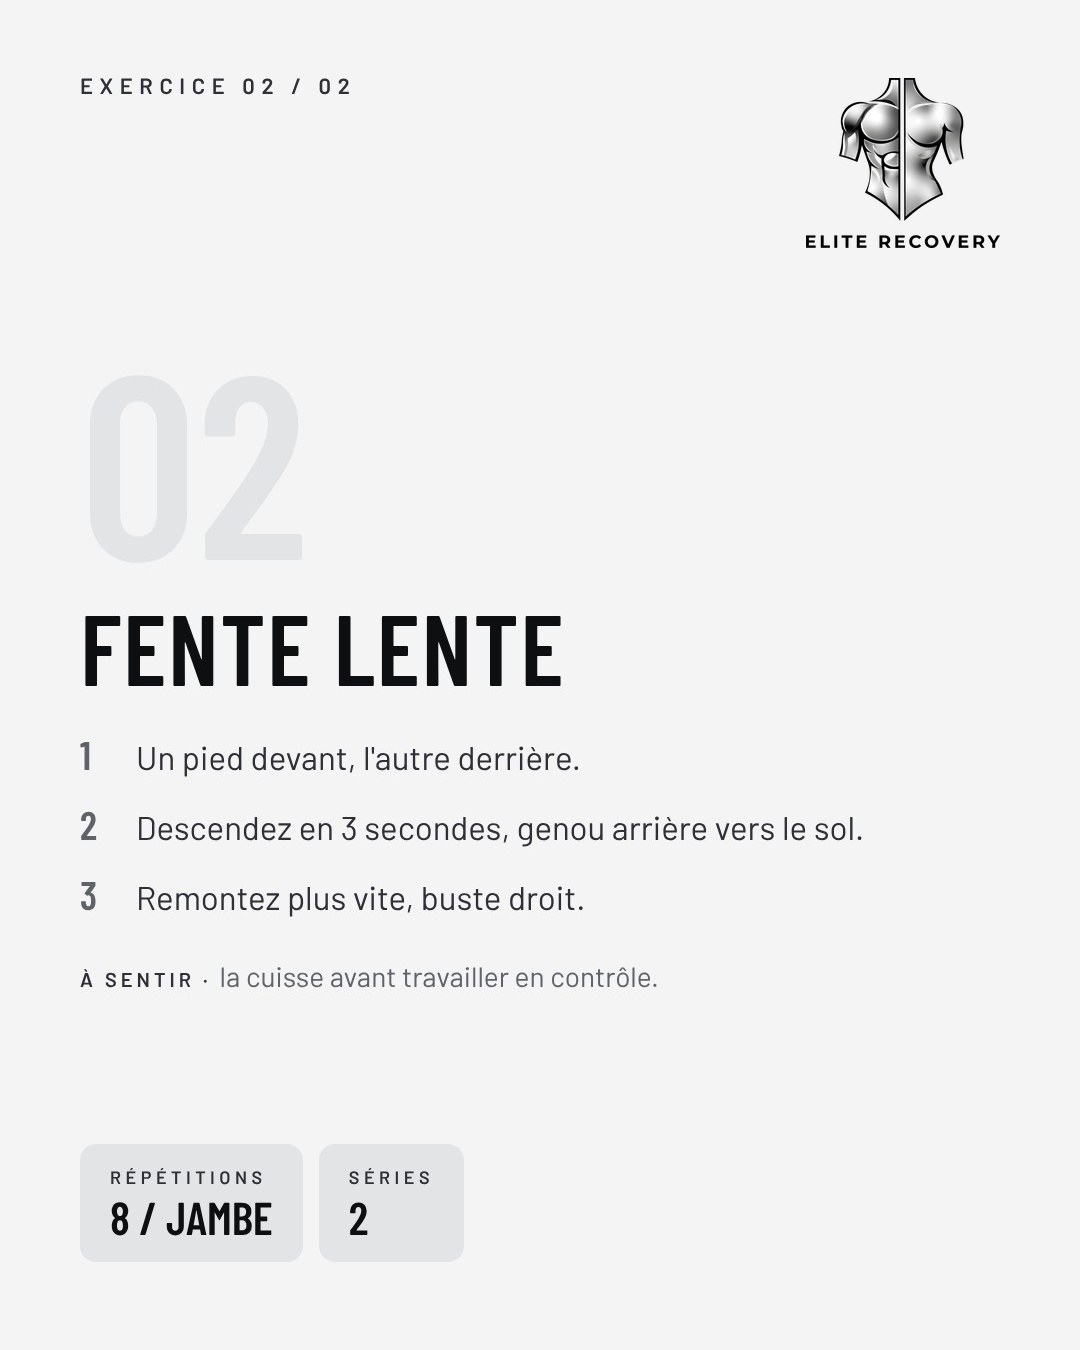 EXERCICE 02 / 02
ELITE RECOVERY
02
FENTE LENTE
1 Un pied devant, l'autre derrière.
2 Descendez en 3 secondes, genou arrière vers le sol.
3 Remontez plus vite, buste droit.
À SENTIR · la cuisse avant travailler en contrôle.
RÉPÉTITIONS
8 / JAMBE
SÉRIES
2